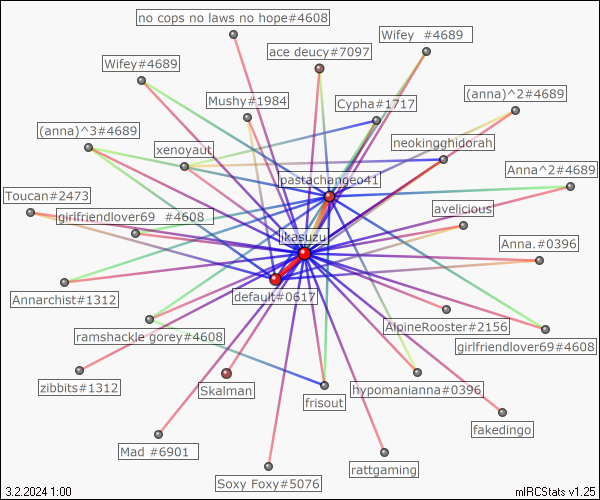 no cops no laws no hope#4608
Wifey #4689
ace deucy#7097
Wifey#4689
(anna)^2#4689
Mushy#1984
Cypha#1717
(anna)^3#4689
neokingghidorah
xenoyaut
Anna^2#4689
pastachangeo41
Toucan#2473
avelicious
girlfriendlover69 #4608
ikasuzu
Anna.#0396
default#0617
Annarchist#1312
AlpineRooster#2156
ramshackle gorey#4608
girlfriendlover69#4608
zibbits#1312
Skalman
hypomanianna#0396
frisout
fakedingo
Mad #6901
rattgaming
Soxy Foxy#5076
3.2.2024 1:00
mIRCStats v1.25